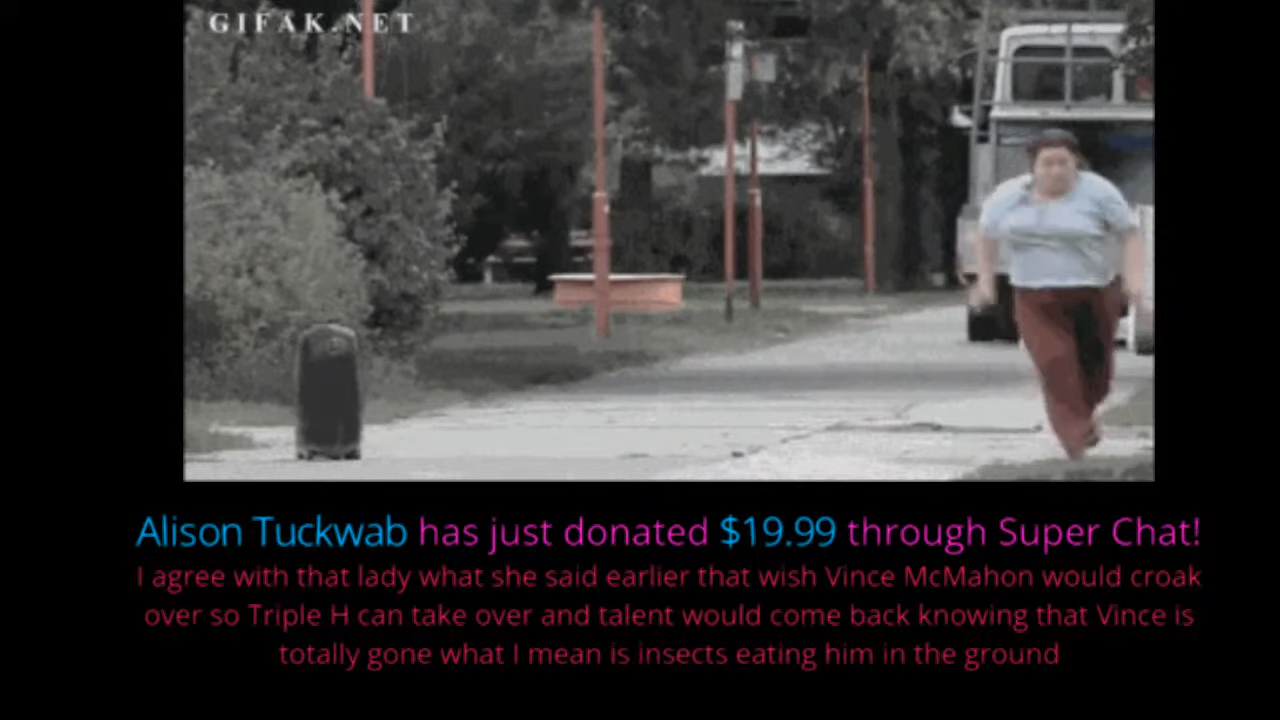 GIFAK.NET
Alison Tuckwab has just donated $19.99 through Super Chat!
I agree with that lady what she said earlier that wish Vince McMahon would croak
over so Triple H can take over and talent would come back knowing that Vince is
totally gone what I mean is insects eating him in the ground